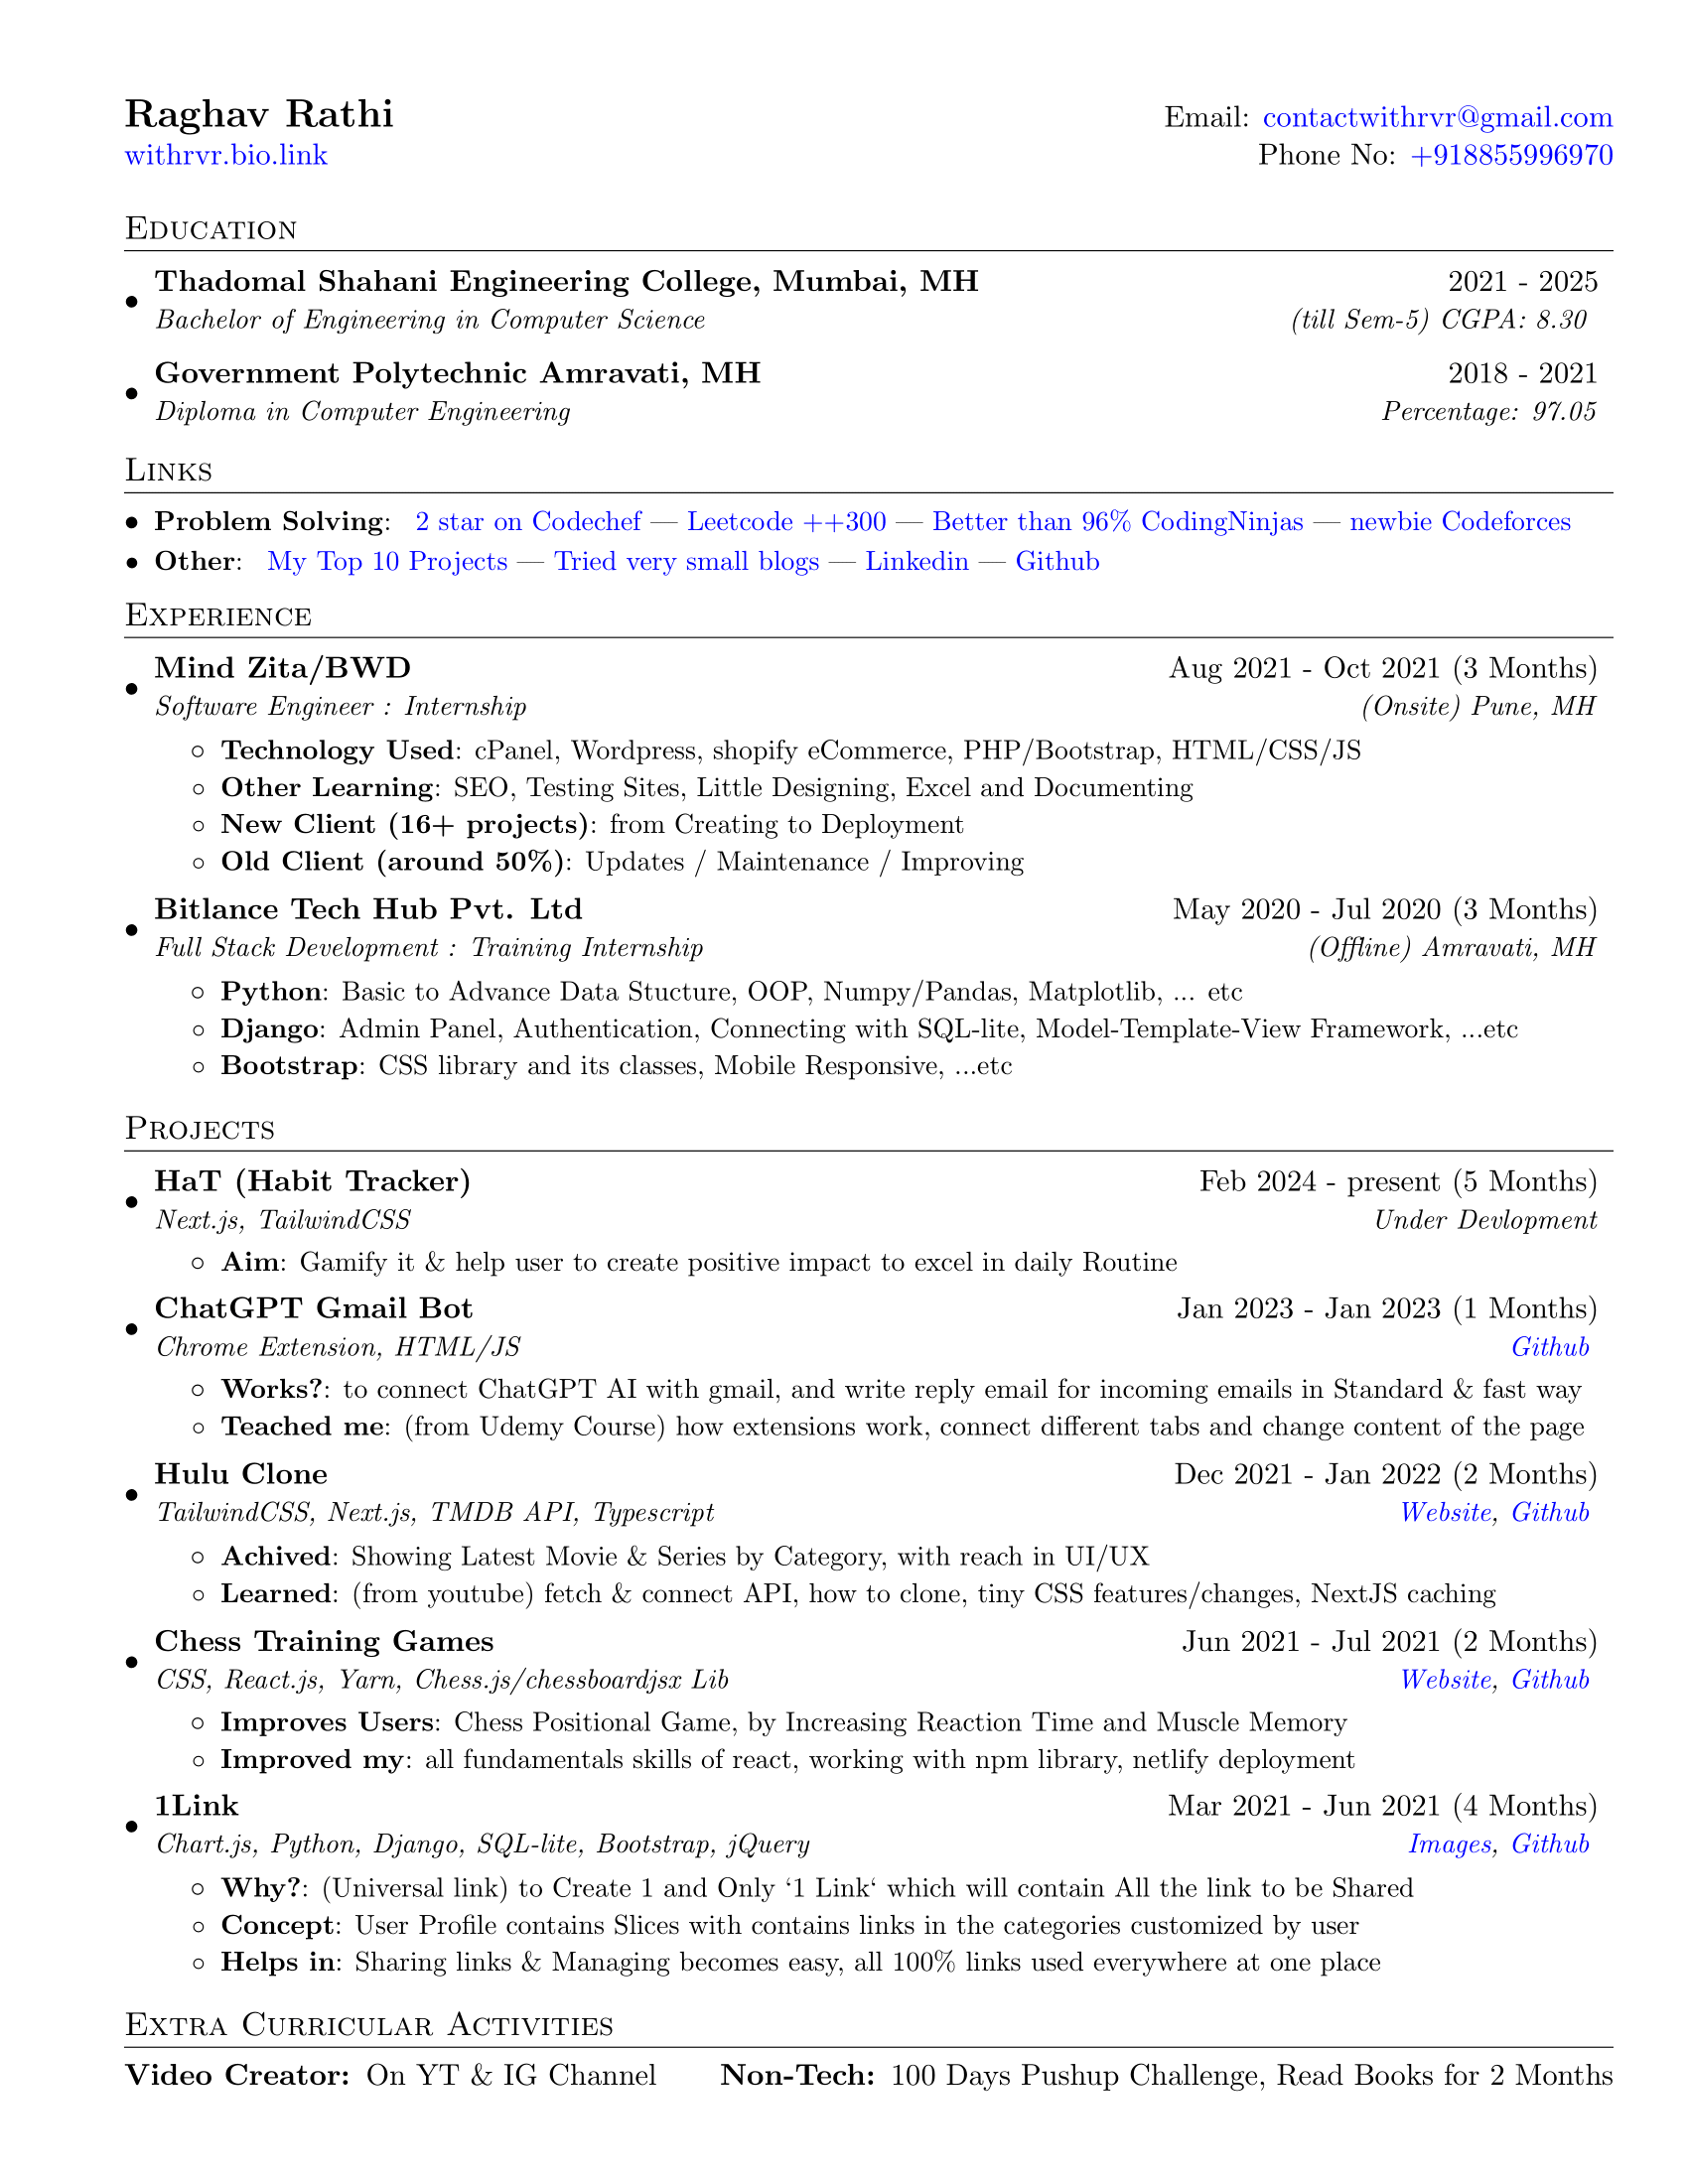 Raghav Rathi Email: contactwithrvr@gmail.com
withrvr.bio.link Phone No: +918855996970
Education
• Thadomal Shahani Engineering College, Mumbai, MH 2021 - 2025
Bachelor of Engineering in Computer Science (till Sem-5) CGPA: 8.30
• Government Polytechnic Amravati, MH 2018 - 2021
Diploma in Computer Engineering Percentage: 97.05
Links
• Problem Solving: 2 star on Codechef — Leetcode ++300 — Better than 96% CodingNinjas — newbie Codeforces
• Other: My Top 10 Projects — Tried very small blogs — Linkedin — Github
Experience
• Mind Zita/BWD Aug 2021 - Oct 2021 (3 Months)
Software Engineer : Internship (Onsite) Pune, MH
◦ Technology Used: cPanel, Wordpress, shopify eCommerce, PHP/Bootstrap, HTML/CSS/JS
◦ Other Learning: SEO, Testing Sites, Little Designing, Excel and Documenting
◦ New Client (16+ projects): from Creating to Deployment
◦ Old Client (around 50%): Updates / Maintenance / Improving
• Bitlance Tech Hub Pvt. Ltd May 2020 - Jul 2020 (3 Months)
Full Stack Development : Training Internship (Offline) Amravati, MH
◦ Python: Basic to Advance Data Stucture, OOP, Numpy/Pandas, Matplotlib, ... etc
◦ Django: Admin Panel, Authentication, Connecting with SQL-lite, Model-Template-View Framework, ...etc
◦ Bootstrap: CSS library and its classes, Mobile Responsive, ...etc
Projects
• HaT (Habit Tracker) Feb 2024 - present (5 Months)
Next.js, TailwindCSS Under Devlopment
◦ Aim: Gamify it & help user to create positive impact to excel in daily Routine
• ChatGPT Gmail Bot Jan 2023 - Jan 2023 (1 Months)
Chrome Extension, HTML/JS Github
◦ Works?: to connect ChatGPT AI with gmail, and write reply email for incoming emails in Standard & fast way
◦ Teached me: (from Udemy Course) how extensions work, connect different tabs and change content of the page
• Hulu Clone Dec 2021 - Jan 2022 (2 Months)
TailwindCSS, Next.js, TMDB API, Typescript Website, Github
◦ Achived: Showing Latest Movie & Series by Category, with reach in UI/UX
◦ Learned: (from youtube) fetch & connect API, how to clone, tiny CSS features/changes, NextJS caching
• Chess Training Games Jun 2021 - Jul 2021 (2 Months)
CSS, React.js, Yarn, Chess.js/chessboardjsx Lib Website, Github
◦ Improves Users: Chess Positional Game, by Increasing Reaction Time and Muscle Memory
◦ Improved my: all fundamentals skills of react, working with npm library, netlify deployment
• 1Link Mar 2021 - Jun 2021 (4 Months)
Chart.js, Python, Django, SQL-lite, Bootstrap, jQuery Images, Github
◦ Why?: (Universal link) to Create 1 and Only ‘1 Link‘ which will contain All the link to be Shared
◦ Concept: User Profile contains Slices with contains links in the categories customized by user
◦ Helps in: Sharing links & Managing becomes easy, all 100% links used everywhere at one place
Extra Curricular Activities
Video Creator: On YT & IG Channel Non-Tech: 100 Days Pushup Challenge, Read Books for 2 Months